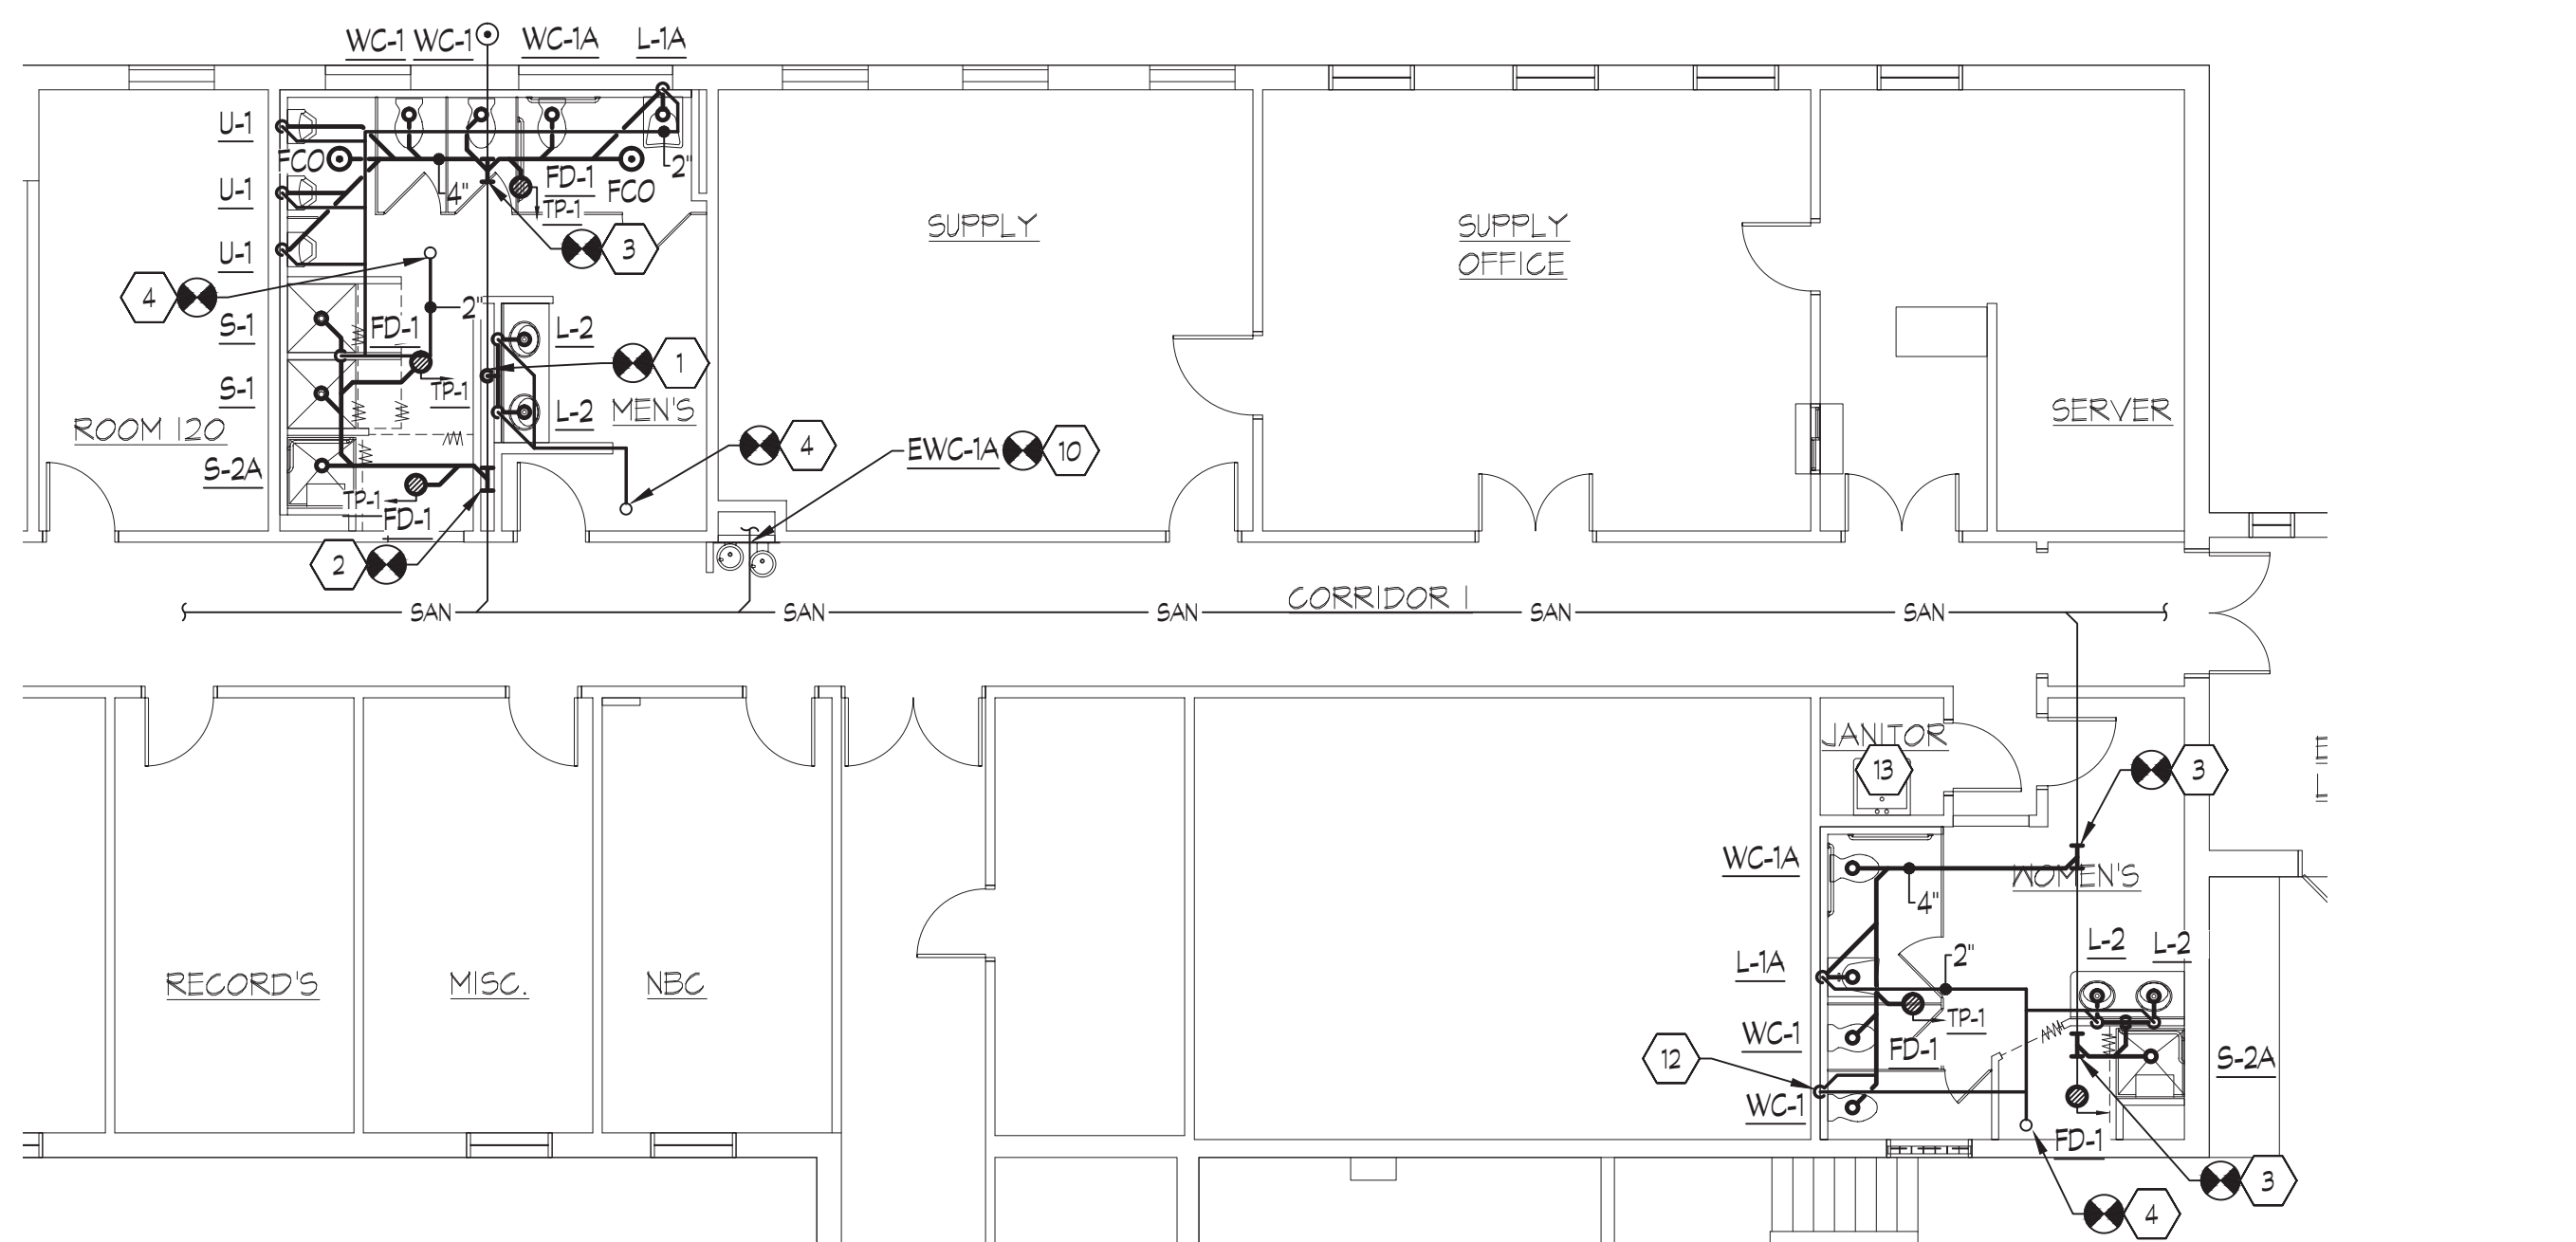 WC-1 WC-1 WC-1A L-1A
U-1
FCO
2"
FD-1
FCO
U-1
4"
TP-1
SUPPLY
SUPPLY
OFFICE
U-1
3
4
2"
S-1
FD-1
L-2
1
S-1
TP-1
L-2
MEN'S
SERVER
ROOM 120
4
EWC-1A
10
S-2A
TP-1
FD-1
2
CORRIDOR 1
SAN
SAN
SAN
SAN
SAN
JANITOR
13
3
WC-1A
WOMEN'S
4"
L-2
L-2
L-1A
2"
RECORD'S
MISC.
NBC
TP-1
WC-1
FD-1
12
S-2A
WC-1
FD-1
3
4